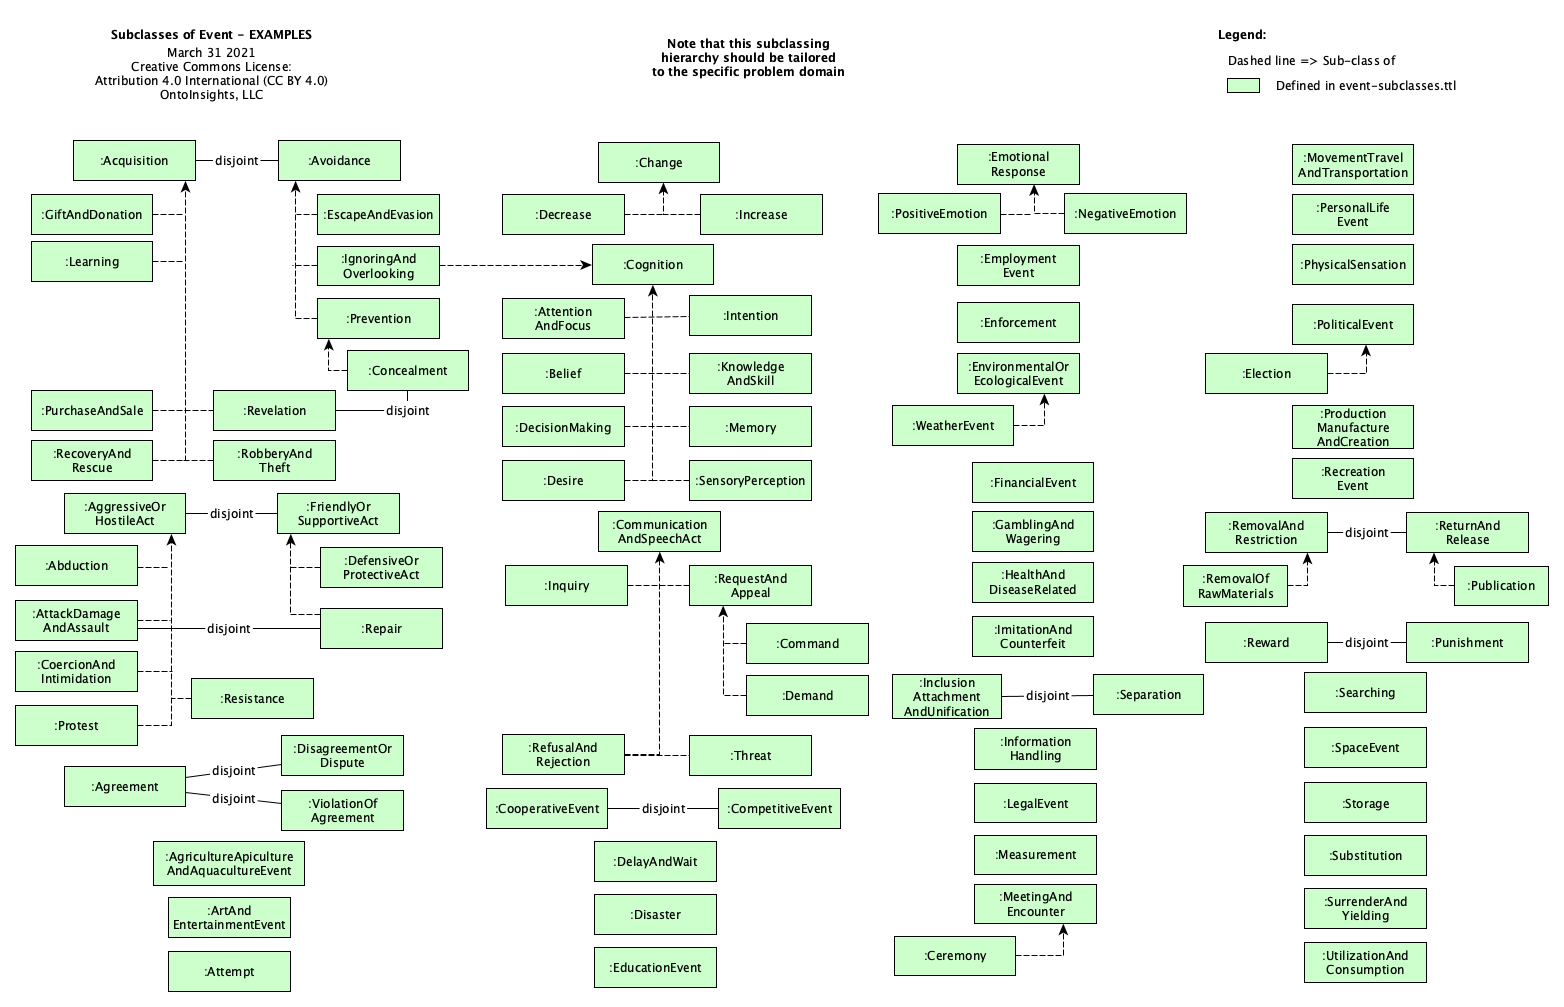 Subclasses of Event - EXAMPLES
March 31 2021
Creative Commons License:
Attribution 4.0 International (CC BY 4.0)
OntoInsights, LLC
Note that this subclassing
hierarchy should be tailored
to the specific problem domain
Legend:
Dashed line => Sub-class of
Defined in event-subclasses.ttl
:Acquisition
disjoint
:Avoidance
:GiftAndDonation
:EscapeAndEvasion
:Learning
:IgnoringAnd
Overlooking
:Prevention
:Concealment
:PurchaseAndSale
:Revelation
disjoint
:RecoveryAnd
Rescue
:RobberyAnd
Theft
:AggressiveOr
HostileAct
disjoint
:FriendlyOr
SupportiveAct
:Abduction
:DefensiveOr
ProtectiveAct
:AttackDamage
AndAssault
disjoint
:Repair
:CoercionAnd
Intimidation
:Resistance
:Protest
:Agreement
disjoint
:DisagreementOr
Dispute
disjoint
:ViolationOf
Agreement
:AgricultureApiculture
AndAquacultureEvent
:ArtAnd
EntertainmentEvent
:Attempt
:Change
:Decrease
:Increase
:Cognition
:Attention
AndFocus
:Intention
:Belief
:Knowledge
AndSkill
:DecisionMaking
:Memory
:Desire
:SensoryPerception
:Communication
AndSpeechAct
:Inquiry
:RequestAnd
Appeal
:Command
:Demand
:RefusalAnd
Rejection
:Threat
:CooperativeEvent
disjoint
:CompetitiveEvent
:DelayAndWait
:Disaster
:EducationEvent
:Emotional
Response
:PositiveEmotion
:NegativeEmotion
:Employment
Event
:Enforcement
:EnvironmentalOr
EcologicalEvent
:WeatherEvent
:FinancialEvent
:GamblingAnd
Wagering
:HealthAnd
DiseaseRelated
:ImitationAnd
Counterfeit
:Inclusion
Attachment
AndUnification
disjoint
:Separation
:Information
Handling
:LegalEvent
:Measurement
:MeetingAnd
Encounter
:Ceremony
:MovementTravel
AndTransportation
:PersonalLife
Event
:PhysicalSensation
:PoliticalEvent
:Election
:Production
Manufacture
AndCreation
:Recreation
Event
:RemovalAnd
Restriction
disjoint
:ReturnAnd
Release
:RemovalOf
RawMaterials
:Publication
:Reward
disjoint
:Punishment
:Searching
:SpaceEvent
:Storage
:Substitution
:SurrenderAnd
Yielding
:UtilizationAnd
Consumption